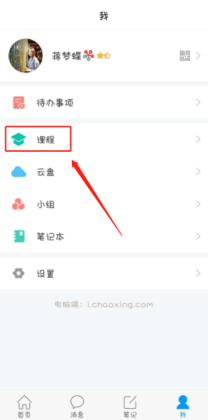 我
蒋梦蝶
待办事项
课程
云盘
小组
笔记本
设置
电脑端：i.chaoxing.com
首页
消息
笔记
我